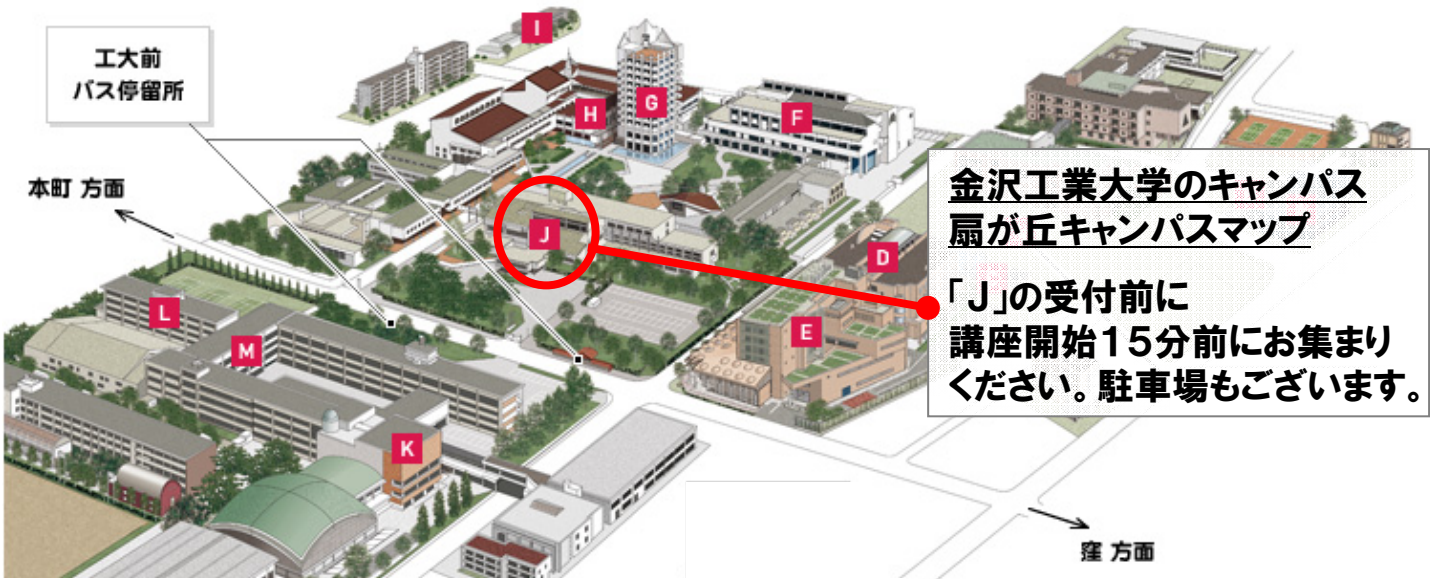 工大前
バス停留所
本町 方面
I
H
G
F
J
D
E
L
M
K
金沢工業大学のキャンパス
扇が丘キャンパスマップ
「J」の受付前に
講座開始15分前にお集まり
ください。駐車場もございます。
窪 方面